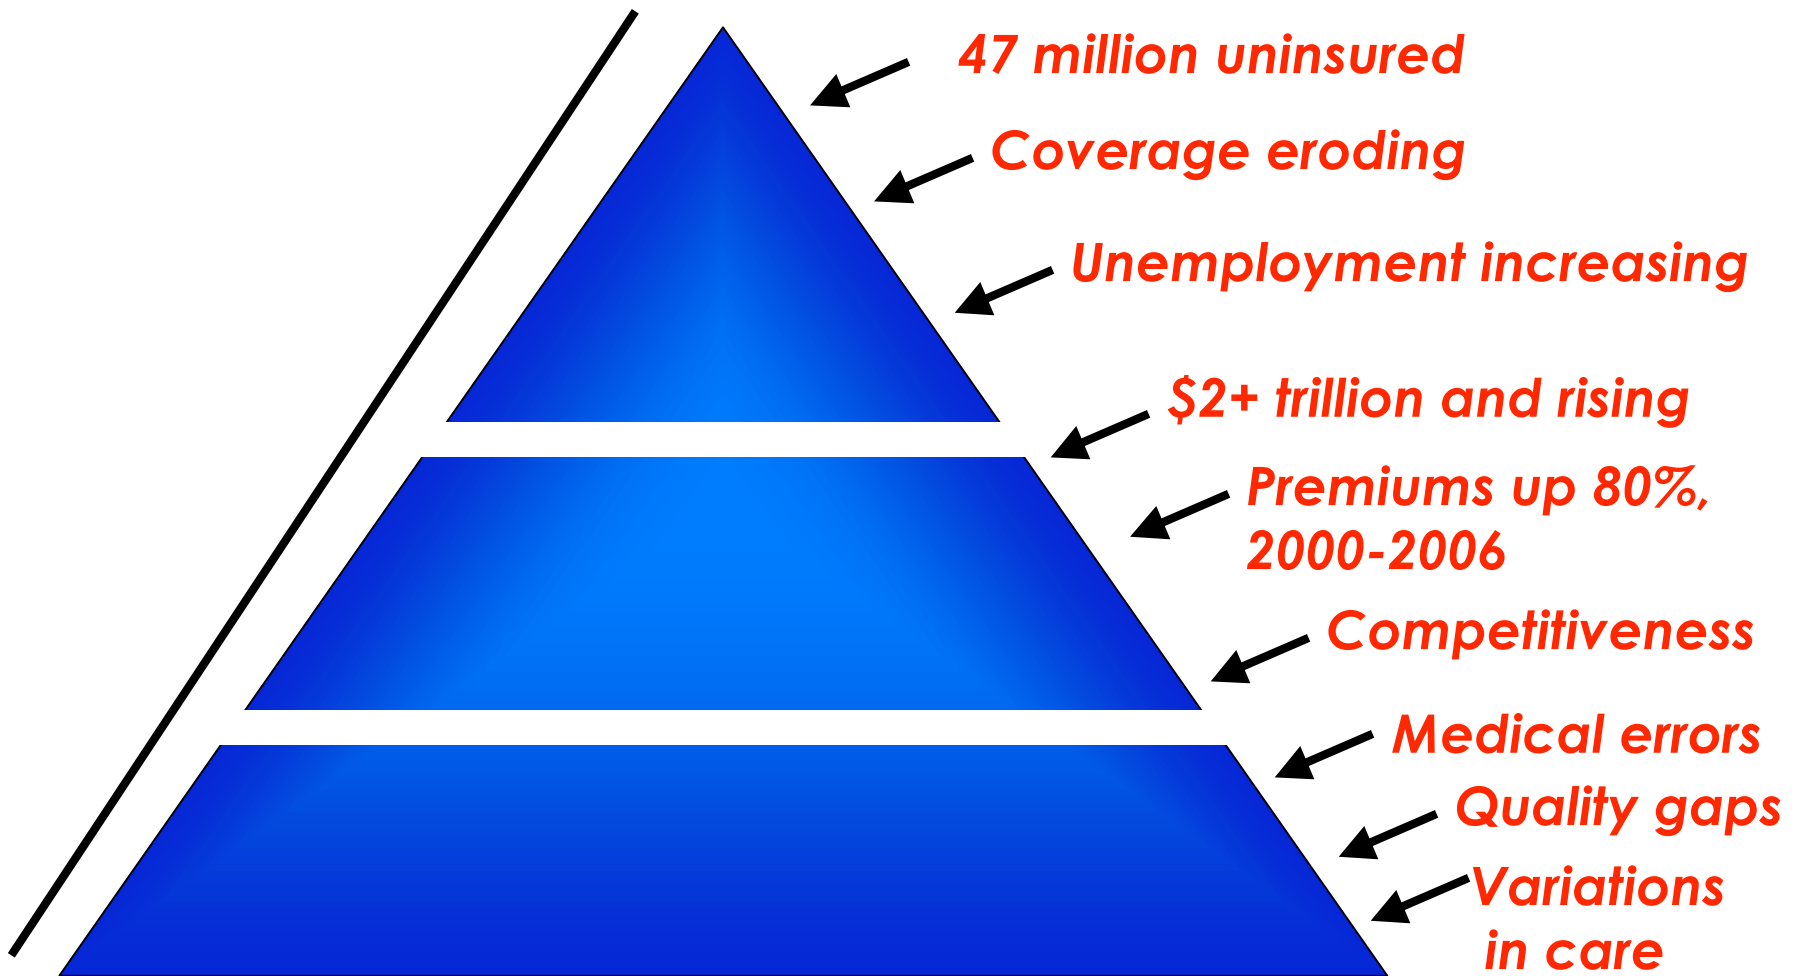 47 million uninsured
Coverage eroding
Unemployment increasing
$2+ trillion and rising
Premiums up 80%,
2000-2006
Competitiveness
Medical errors
Quality gaps
Variations
in care